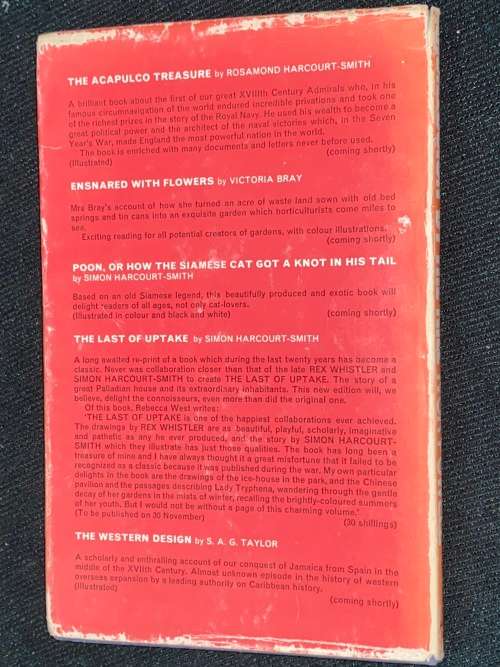 THE ACAPULCO TREASURE by ROSAMOND HARCOURT-SMITH
A brilliant book about the first of our great XVIIIth Century Admirals who, in his
famous circumnavigation of the world endured incredible privations and took one
of the richest prizes in the story of the Royal Navy. He used his wealth to become a
great political power and the architect of the naval victories which, in the Seven
Year's War, made England the most powerful nation in the world.
The book is enriched with many documents and letters never before used.
(Illustrated) (coming shortly)
ENSNARED WITH FLOWERS by VICTORIA BRAY
Mrs Bray's account of how she turned an acre of waste land sown with old bed
springs and tin cans into an exquisite garden which horticulturists come miles to
see.
Exciting reading for all potential creators of gardens, with colour illustrations.
(coming shortly)
POON, OR HOW THE SIAMESE CAT GOT A KNOT IN HIS TAIL
by SIMON HARCOURT-SMITH
Based on an old Siamese legend, this beautifully produced and exotic book will
delight readers of all ages, not only cat-lovers.
(Illustrated in colour and black and white) (coming shortly)
THE LAST OF UPTAKE by SIMON HARCOURT-SMITH
A long awaited re-print of a book which during the last twenty years has become a
classic. Never was collaboration closer than that of the late REX WHISTLER and
SIMON HARCOURT-SMITH to create THE LAST OF UPTAKE. The story of a
great Palladian house and its extraordinary inhabitants. This new edition will, we
believe, delight the connoisseurs, even more than did the original one.
Of this book, Rebecca West writes:
'THE LAST OF UPTAKE is one of the happiest collaborations ever achieved.
The drawings by REX WHISTLER are as beautiful, playful, scholarly, imaginative
and pathetic as any he ever produced, and the story by SIMON HARCOURT-
SMITH which they illustrate has just those qualities. The book has long been a
treasure of mine and I have always thought it a great misfortune that it failed to be
recognized as a classic because it was published during the war. My own particular
delights in the book are the drawings of the ice-house in the park, and the Chinese
pavilion and the passages describing Lady Tryphena, wandering through the gentle
decay of her gardens in the mists of winter, recalling the brightly-coloured summers
of her youth. But I would not be without a page of this charming volume.'
(To be published on 30 November) (30 shillings)
THE WESTERN DESIGN by S. A. G. TAYLOR
A scholarly and enthralling account of our conquest of Jamaica from Spain in the
middle of the XVIIth Century. Almost unknown episode in the history of western
overseas expansion by a leading authority on Caribbean history.
(Illustrated) (coming shortly)